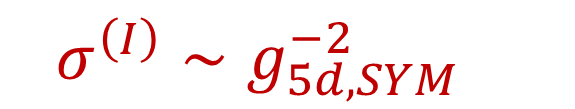 σ^(I) ~ g_{5d,SYM}^{−2}